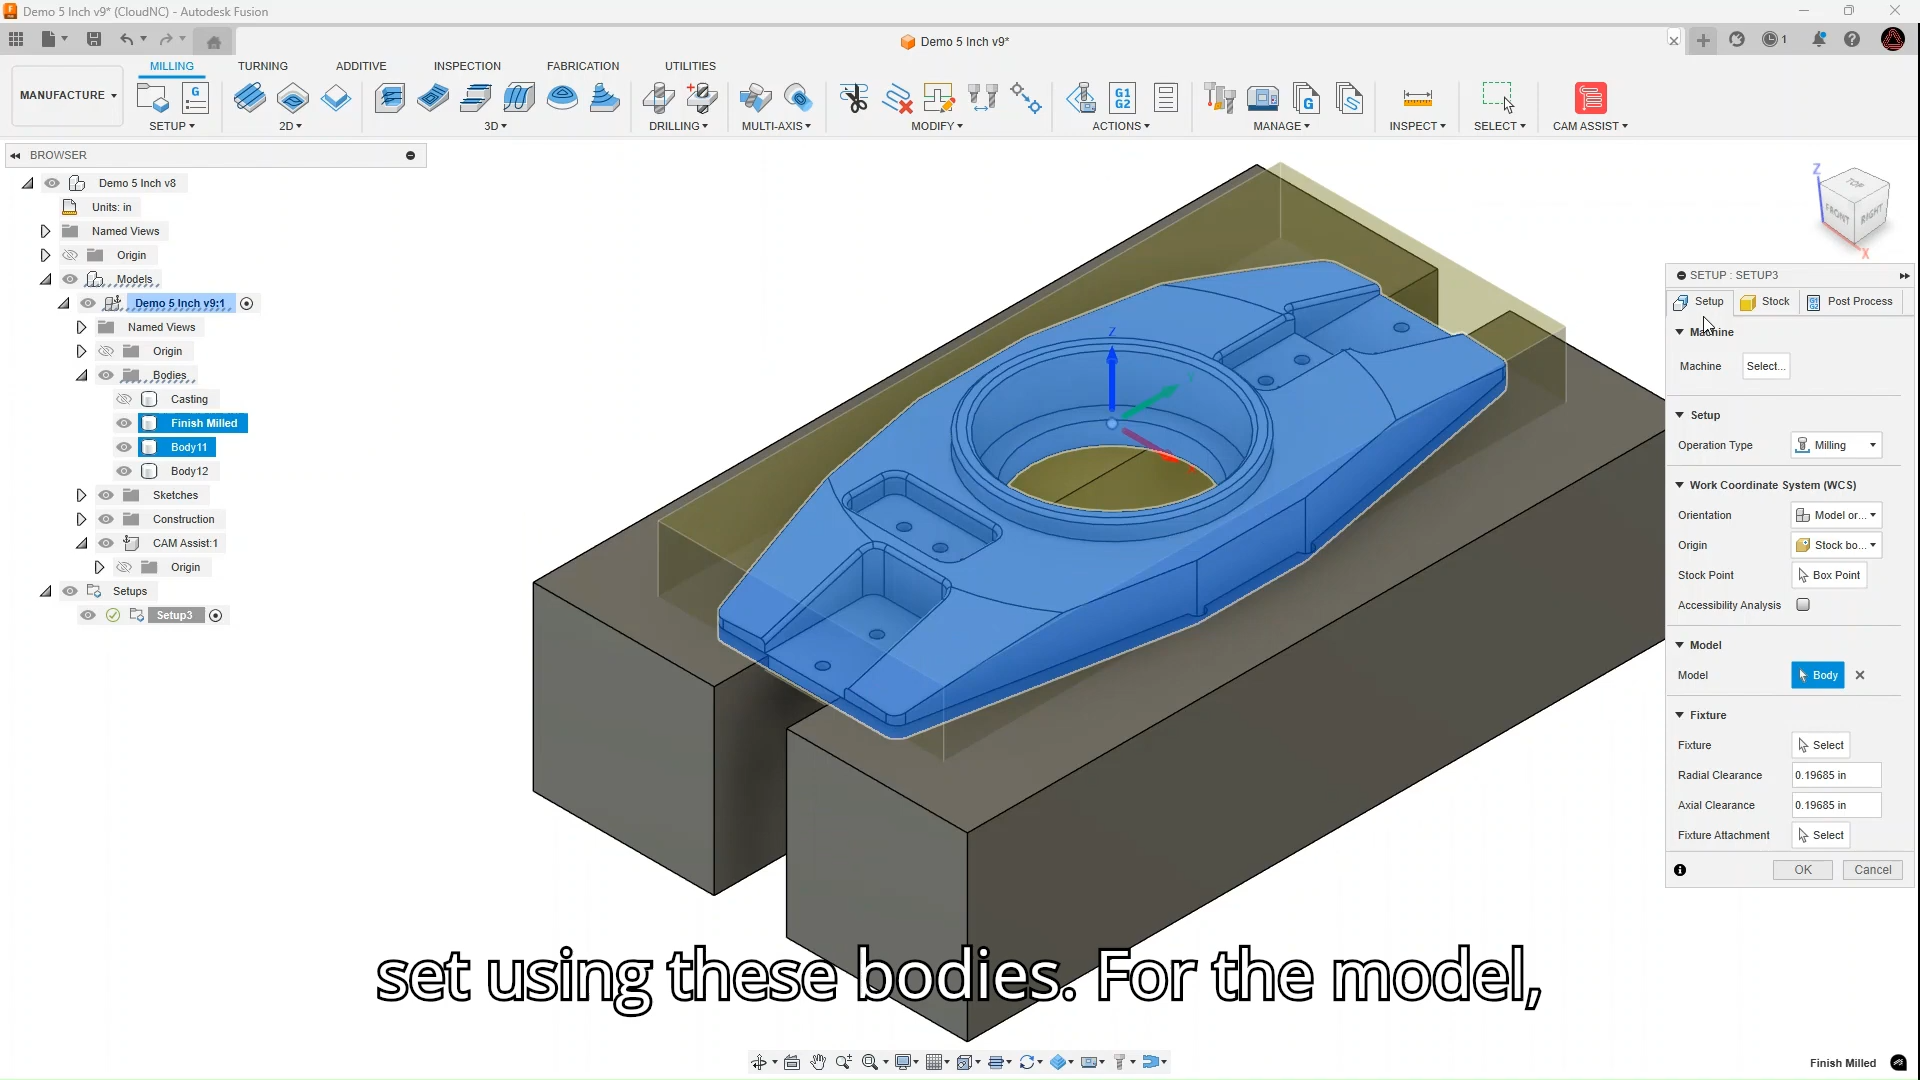 Demo 5 Inch v9* (CloudNC) - Autodesk Fusion
Demo 5 Inch v9*
1
MILLING TURNING ADDITIVE INSPECTION FABRICATION UTILITIES
MANUFACTURE
G
G1
G2
G
SETUP 2D 3D DRILLING MULTI-AXIS MODIFY ACTIONS MANAGE INSPECT SELECT CAM ASSIST
BROWSER
Demo 5 Inch v8
Units: in
Named Views
Origin
Models
Demo 5 Inch v9:1
Named Views
Origin
Bodies
Casting
Finish Milled
Body11
Body12
Sketches
Construction
CAM Assist:1
Origin
Setups
Setup3
Z
TOP
FRONT
RIGHT
X
Z
SETUP : SETUP3
Setup Stock Post Process
Machine
Machine Select...
Setup
Operation Type Milling
Work Coordinate System (WCS)
Orientation Model or...
Origin Stock bo...
Stock Point Box Point
Accessibility Analysis
Model
Model Body
Fixture
Fixture Select
Radial Clearance 0.19685 in
Axial Clearance 0.19685 in
Fixture Attachment Select
OK Cancel
set using these bodies. For the model,
Finish Milled